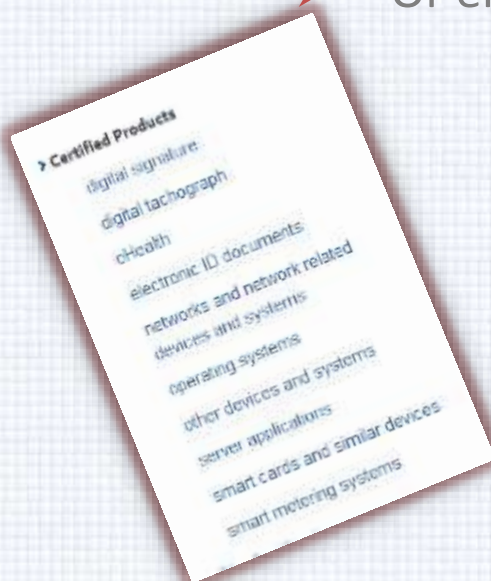 > Certified Products
digital signature
digital tachograph
eHealth
electronic ID documents
networks and network related
devices and systems
operating systems
other devices and systems
server applications
smart cards and similar devices
smart metering systems